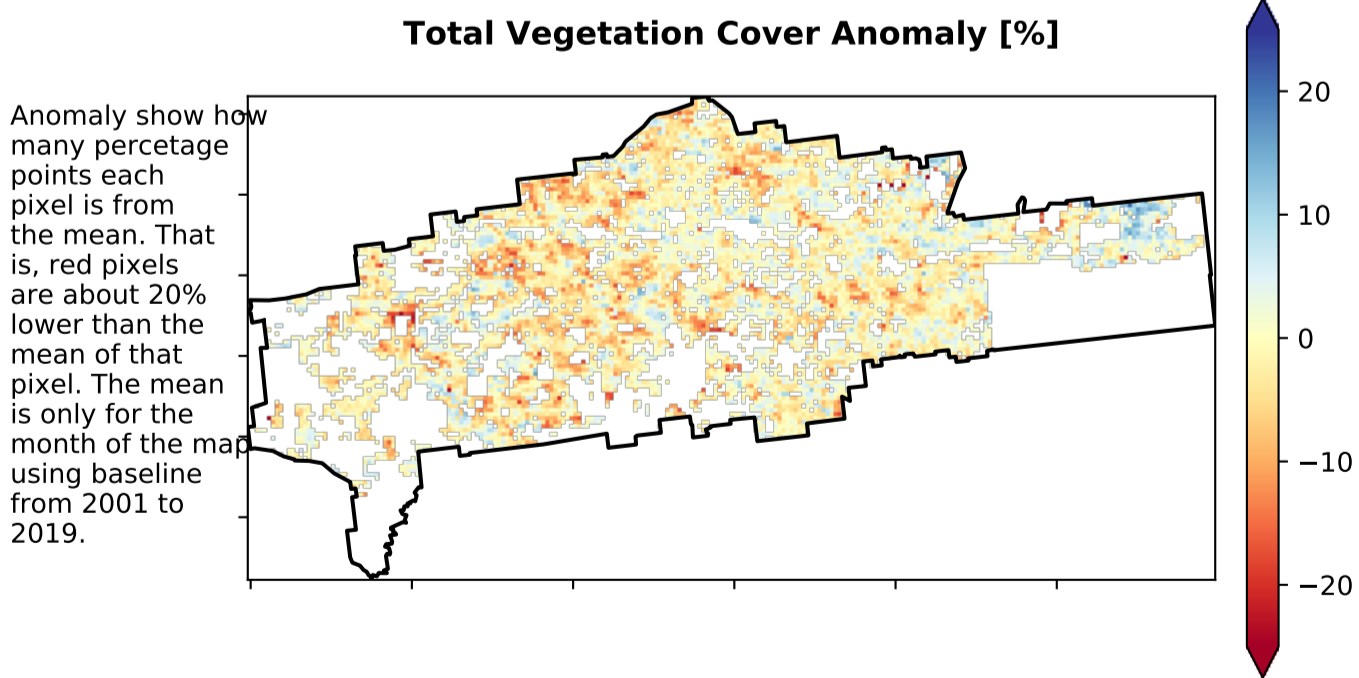 Total Vegetation Cover Anomaly [%]
Anomaly show how
many percetage
points each
pixel is from
the mean. That
is, red pixels
are about 20%
lower than the
mean of that
pixel. The mean
is only for the
month of the map
using baseline
from 2001 to
2019.
20
10
0
−10
−20